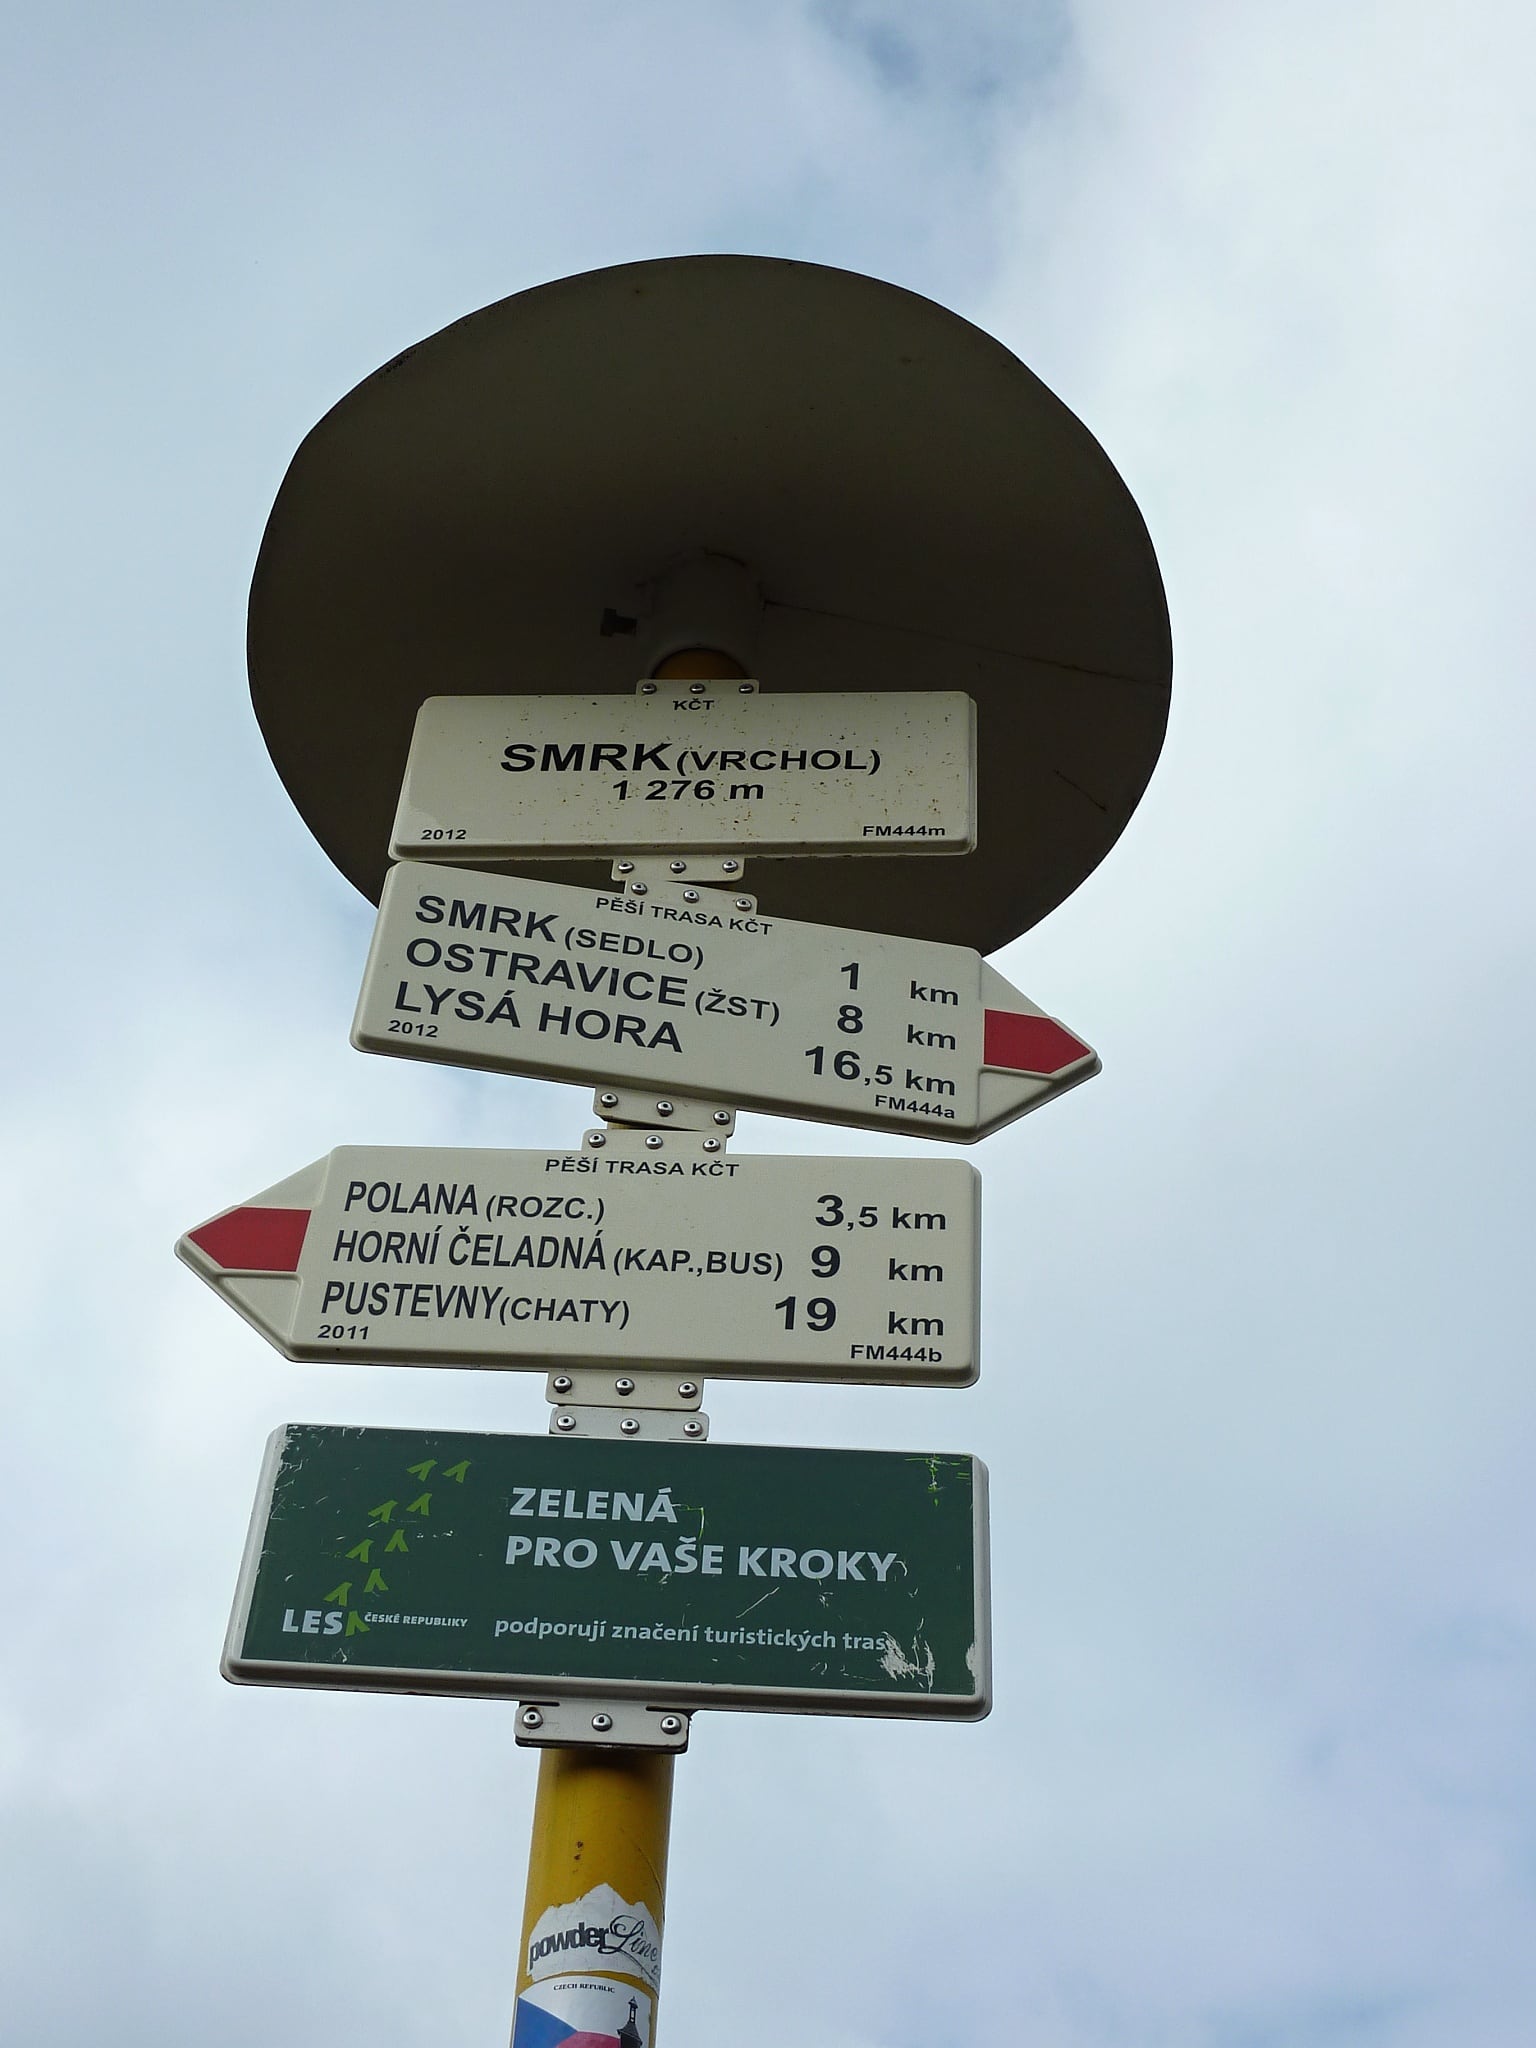 KČT
SMRK (VRCHOL)
1 276 m
2012 FM444m
PĚŠÍ TRASA KČT
SMRK (SEDLO) 1 km
OSTRAVICE (ŽST) 8 km
LYSÁ HORA 16,5 km
2012 FM444a
PĚŠÍ TRASA KČT
POLANA (ROZC.) 3,5 km
HORNÍ ČELADNÁ (KAP.,BUS) 9 km
PUSTEVNY (CHATY) 19 km
2011 FM444b
ZELENÁ
PRO VAŠE KROKY
LESY ČESKÉ REPUBLIKY podporují značení turistických tras
powderLine
CZECH REPUBLIC